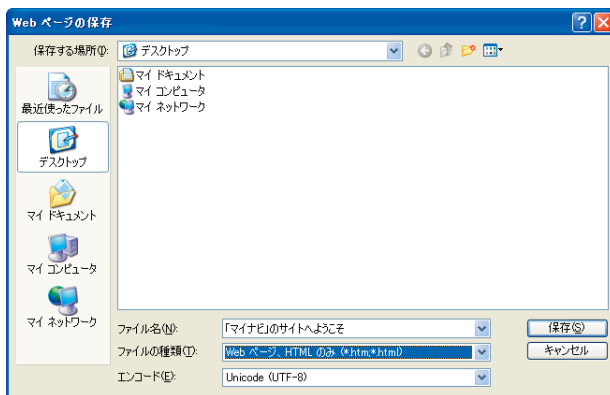 Web ページの保存
保存する場所(I):
デスクトップ
マイ ドキュメント
マイ コンピュータ
マイ ネットワーク
最近使ったファイル
デスクトップ
マイ ドキュメント
マイ コンピュータ
マイ ネットワーク
ファイル名(N):
「マイナビ」のサイトへようこそ
保存(S)
ファイルの種類(T):
Web ページ、HTML のみ (*.htm;*.html)
キャンセル
エンコード(E):
Unicode (UTF-8)